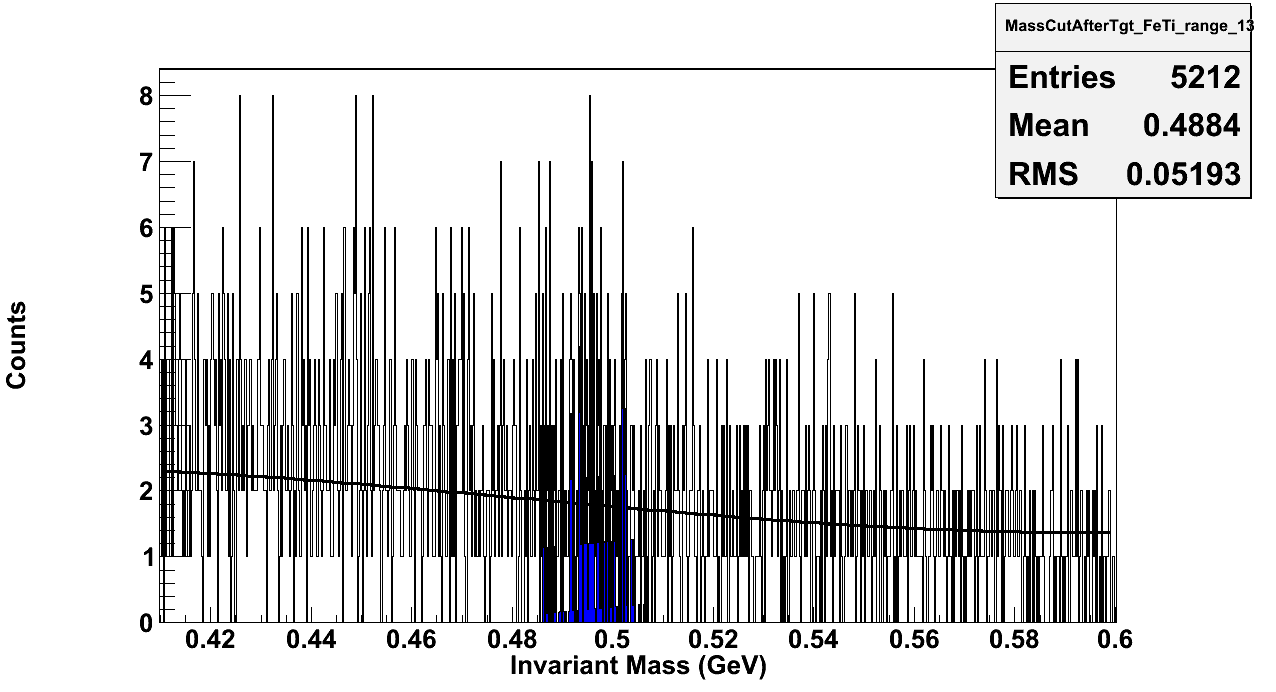 MassCutAfterTgt_FeTi_range_13
Entries 5212
Mean 0.4884
RMS 0.05193
Counts
8
7
6
5
4
3
2
1
0
0.42 0.44 0.46 0.48 0.5 0.52 0.54 0.56 0.58 0.6
Invariant Mass (GeV)